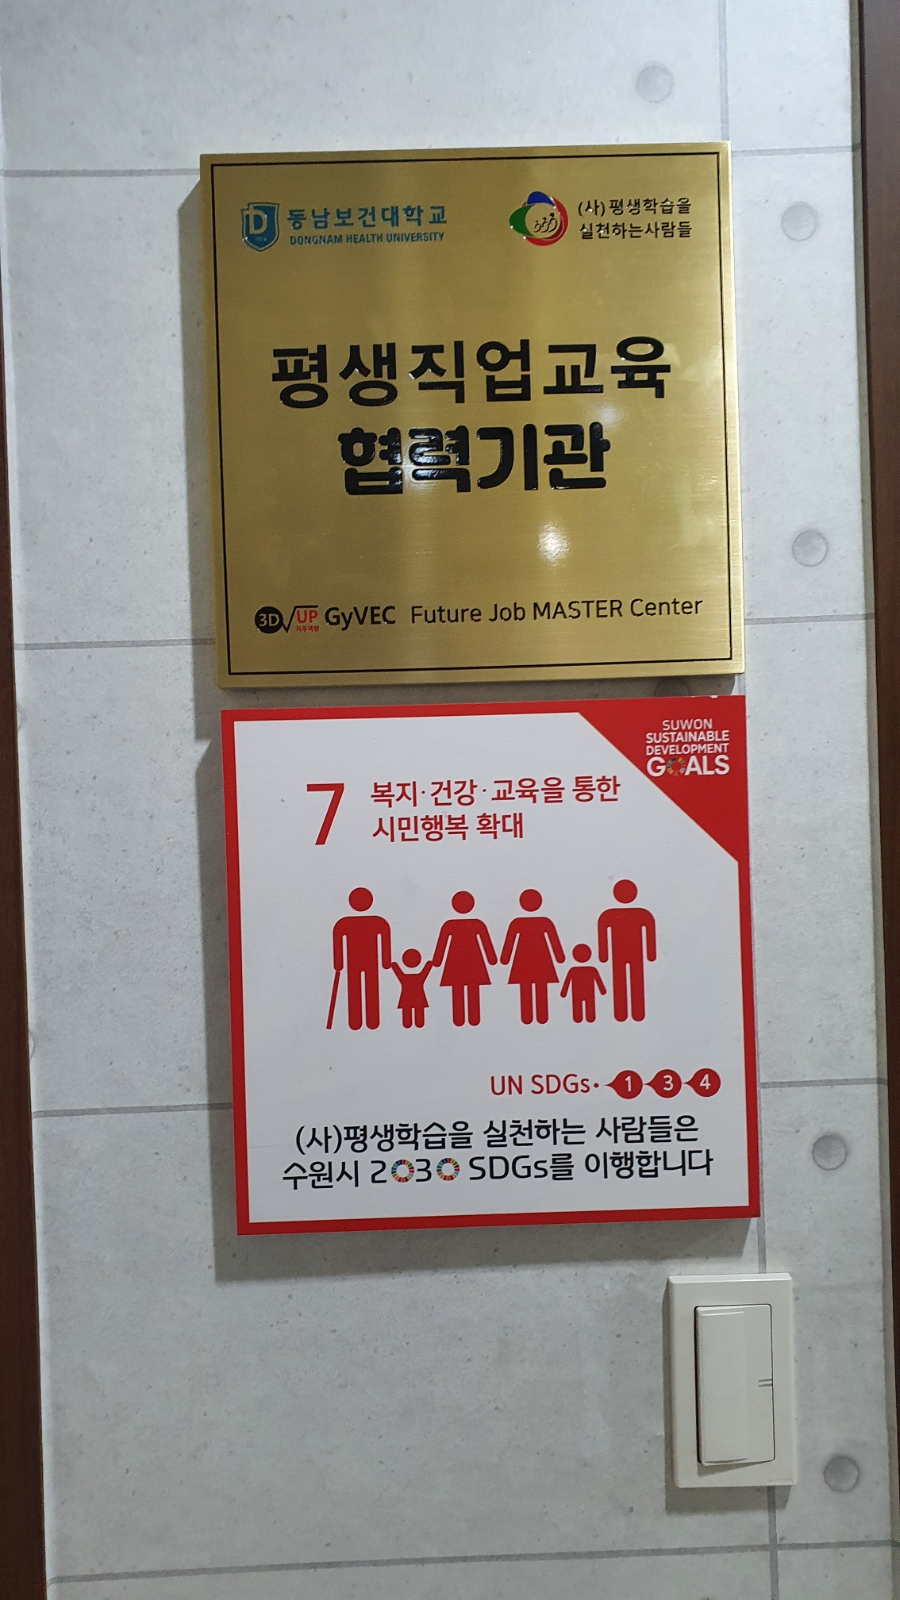 동남보건대학교
DONGNAM HEALTH UNIVERSITY
(사)평생학습을
실천하는사람들
평생직업교육
협력기관
3D√UP GyVEC Future Job MASTER Center
SUWON
SUSTAINABLE
DEVELOPMENT
GOALS
7 복지·건강·교육을 통한
시민행복 확대
UN SDGs· 1 3 4
(사)평생학습을 실천하는 사람들은
수원시 2030 SDGs를 이행합니다